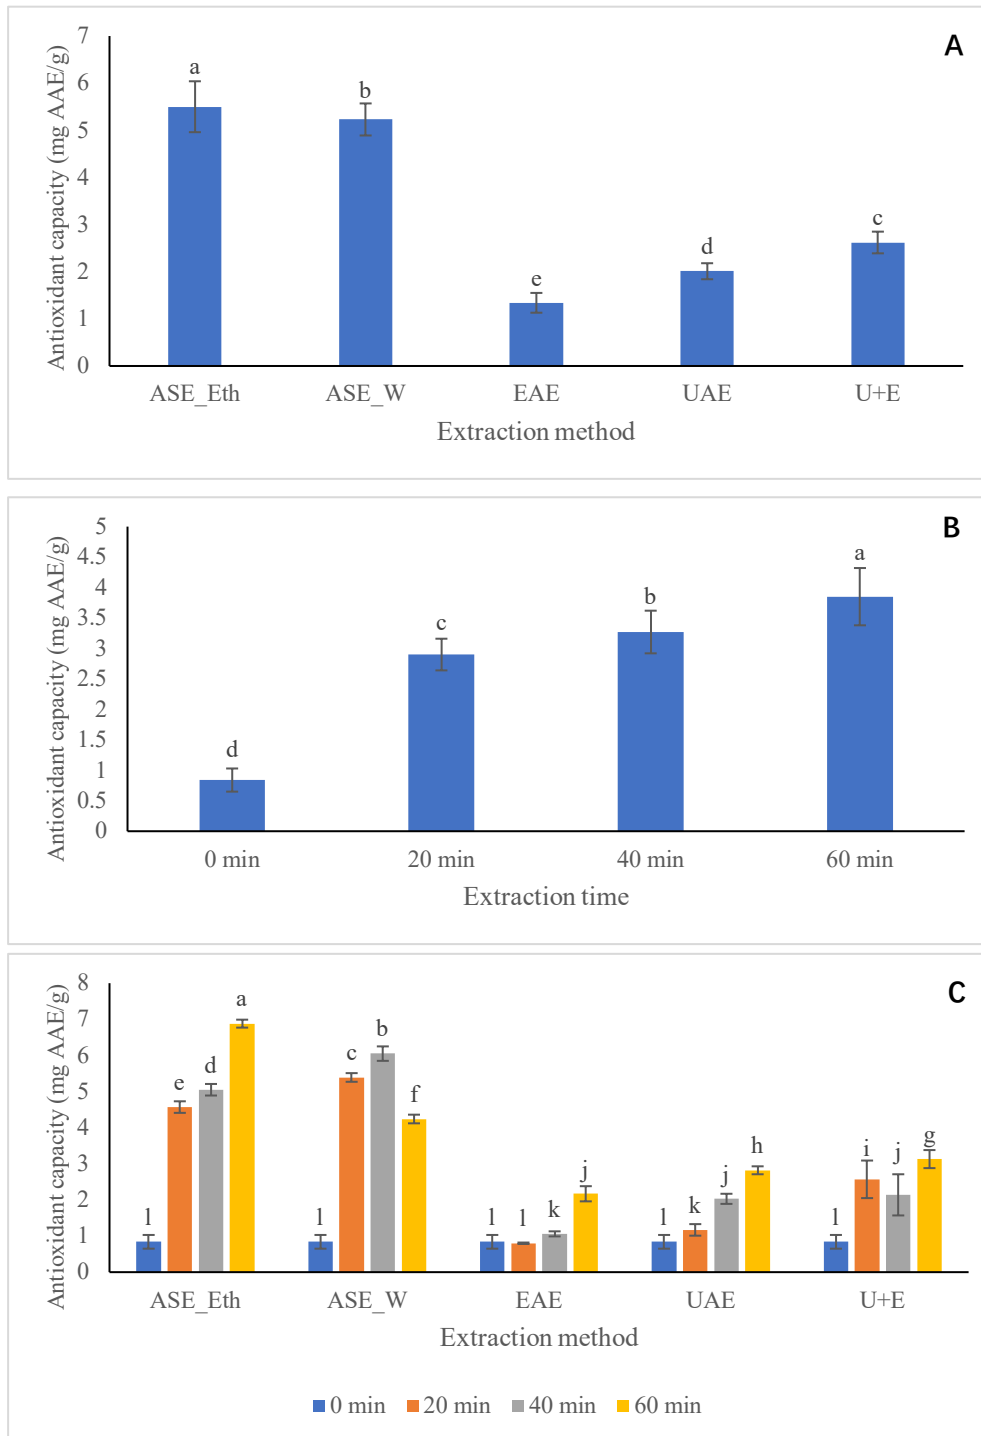 A
Antioxidant capacity (mg AAE/g)
7
6
5
4
3
2
1
0
a
b
e
d
c
ASE_Eth
ASE_W
EAE
UAE
U+E
Extraction method
B
Antioxidant capacity (mg AAE/g)
5
4.5
4
3.5
3
2.5
2
1.5
1
0.5
0
d
c
b
a
0 min
20 min
40 min
60 min
Extraction time
C
Antioxidant capacity (mg AAE/g)
8
7
6
5
4
3
2
1
0
l
e
d
a
l
c
b
f
l
l
k
j
l
k
j
h
l
i
j
g
ASE_Eth
ASE_W
EAE
UAE
U+E
Extraction method
0 min
20 min
40 min
60 min